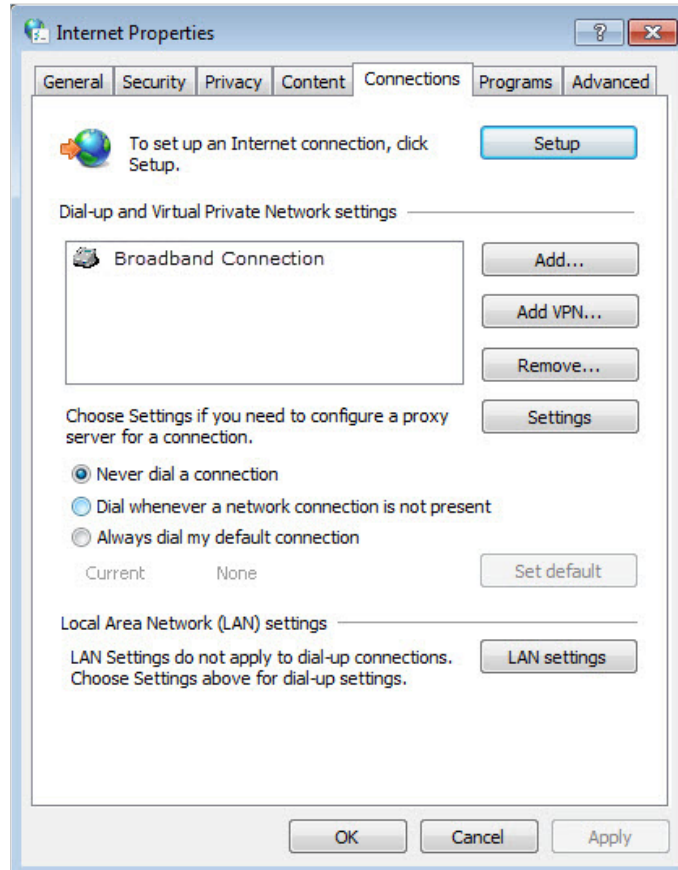 Internet Properties
General Security Privacy Content Connections Programs Advanced
To set up an Internet connection, click
Setup.
Setup
Dial-up and Virtual Private Network settings
Broadband Connection
Add...
Add VPN...
Remove...
Choose Settings if you need to configure a proxy
server for a connection.
Settings
Never dial a connection
Dial whenever a network connection is not present
Always dial my default connection
Current None
Set default
Local Area Network (LAN) settings
LAN Settings do not apply to dial-up connections.
Choose Settings above for dial-up settings.
LAN settings
OK Cancel Apply